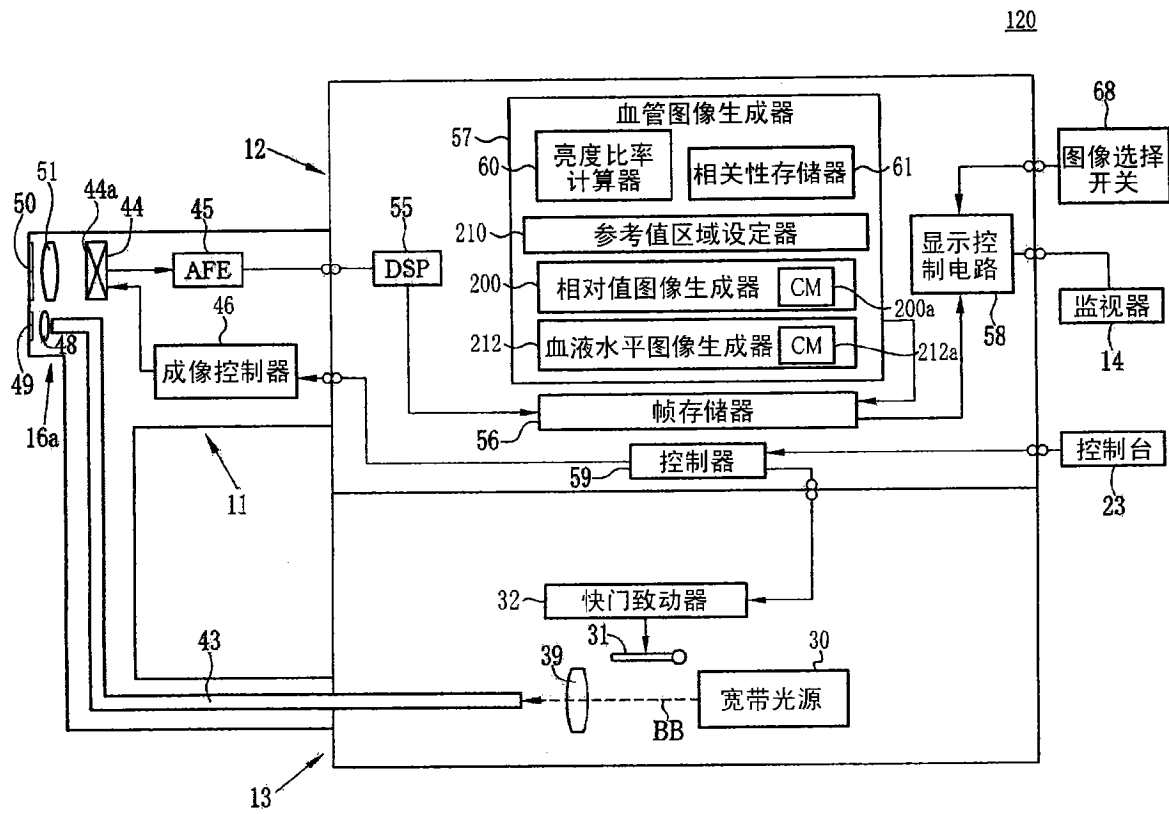 120
血管图像生成器
57
68
12
60
亮度比率
计算器
相关性存储器
61
图像选择
开关
50
51
44a
44
45
55
210
参考值区域设定器
显示控
制电路
AFE
DSP
200
相对值图像生成器
CM
200a
58
监视器
14
46
212
血液水平图像生成器
CM
212a
49
48
成像控制器
16a
56
帧存储器
11
59
控制器
控制台
23
32
快门致动器
31
43
39
30
宽带光源
BB
13